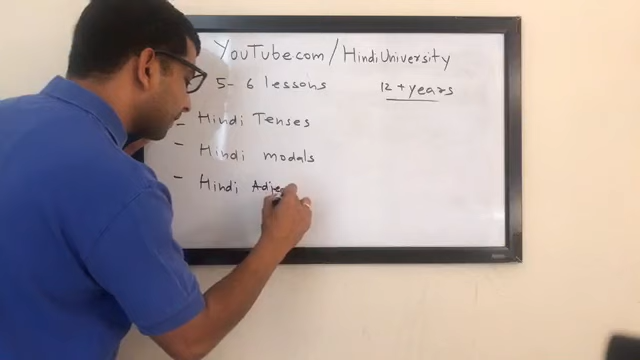 YouTube.com/HindiUniversity
5-6 lessons 12+years
- Hindi Tenses
- Hindi modals
- Hindi Adje